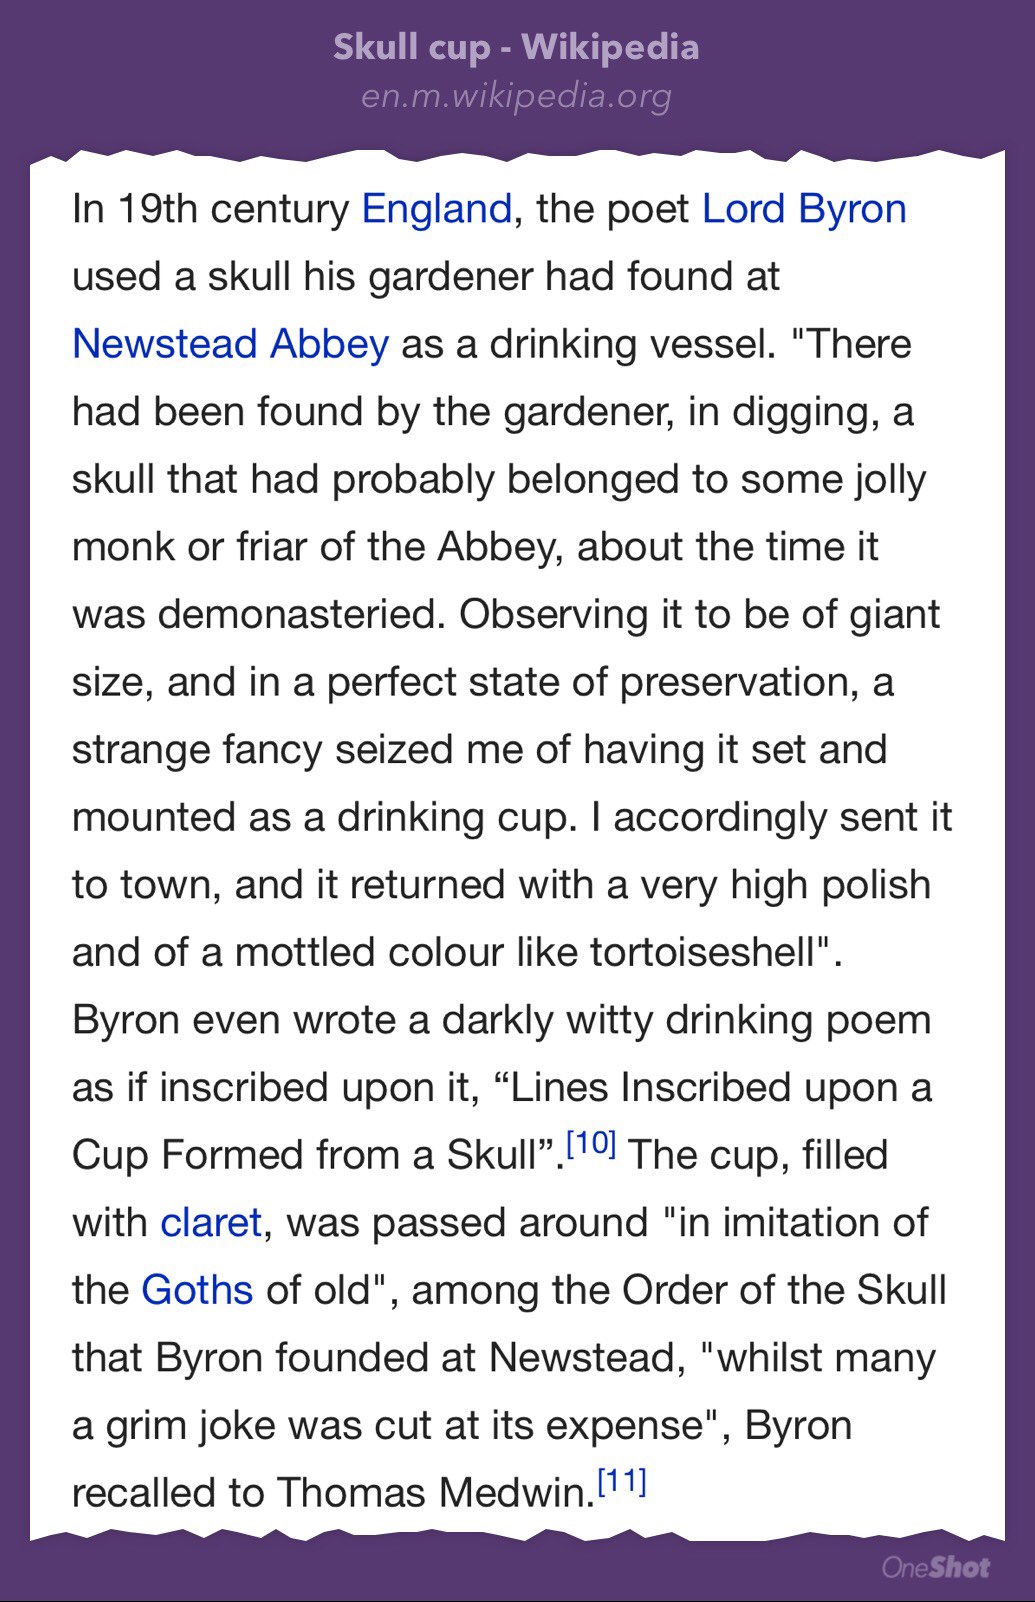 Skull cup - Wikipedia
en.m.wikipedia.org
In 19th century England, the poet Lord Byron
used a skull his gardener had found at
Newstead Abbey as a drinking vessel. "There
had been found by the gardener, in digging, a
skull that had probably belonged to some jolly
monk or friar of the Abbey, about the time it
was demonasteried. Observing it to be of giant
size, and in a perfect state of preservation, a
strange fancy seized me of having it set and
mounted as a drinking cup. I accordingly sent it
to town, and it returned with a very high polish
and of a mottled colour like tortoiseshell".
Byron even wrote a darkly witty drinking poem
as if inscribed upon it, “Lines Inscribed upon a
Cup Formed from a Skull”.[10] The cup, filled
with claret, was passed around "in imitation of
the Goths of old", among the Order of the Skull
that Byron founded at Newstead, "whilst many
a grim joke was cut at its expense", Byron
recalled to Thomas Medwin.[11]
OneShot